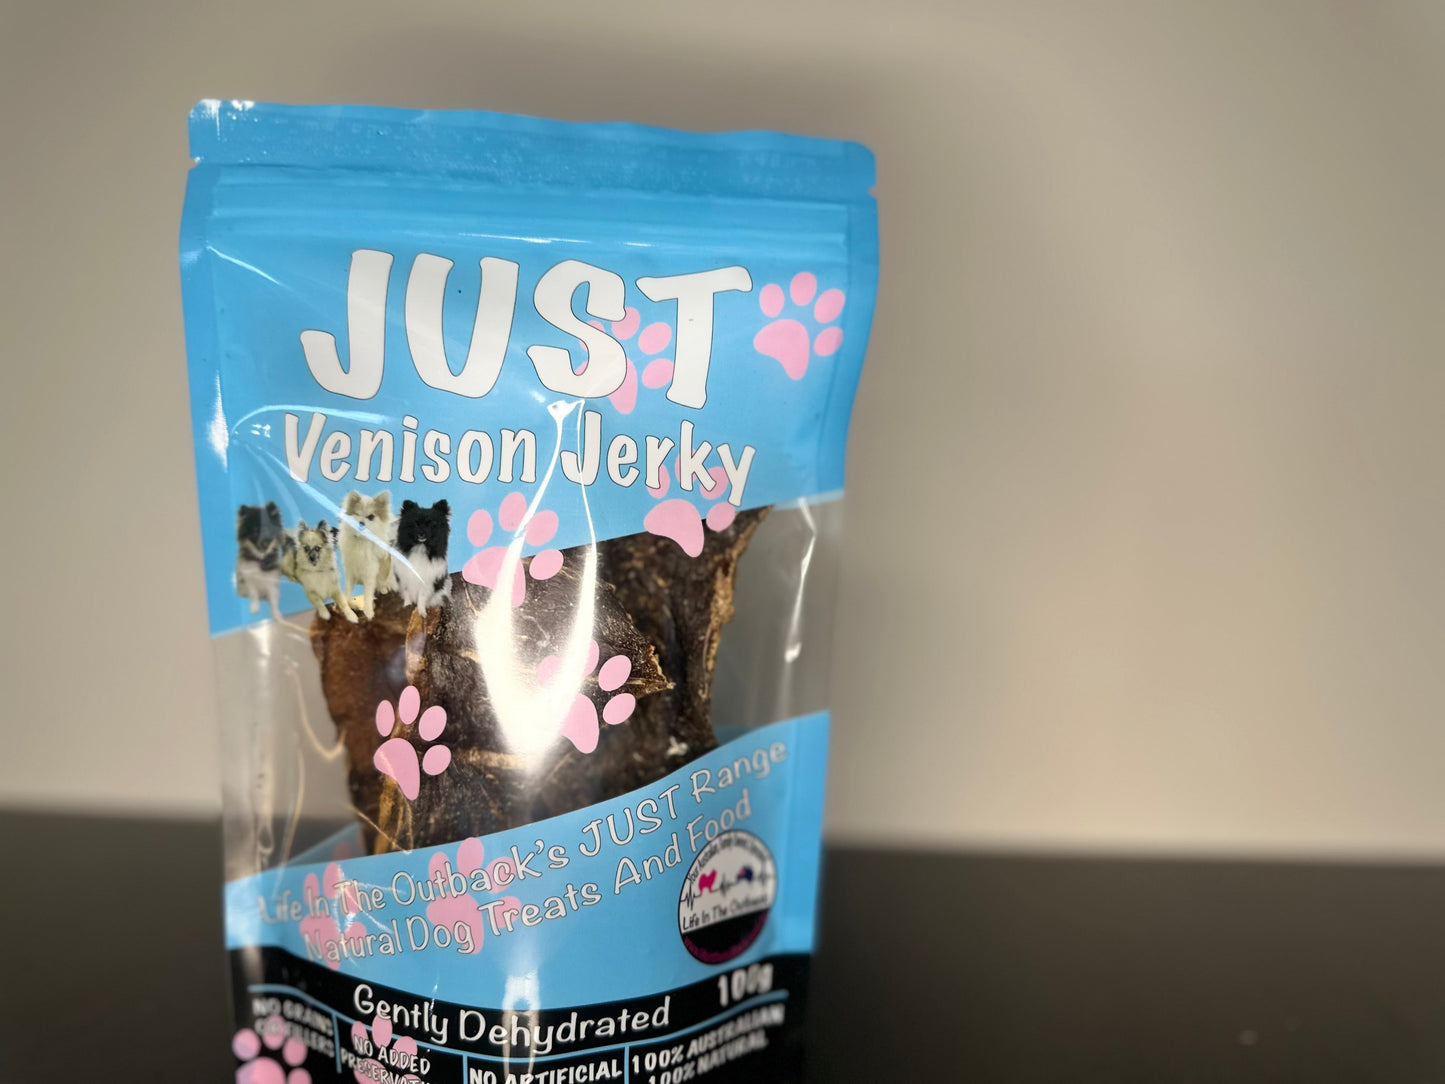 JUST
Venison Jerky
Life In The Outback's JUST Range
Natural Dog Treats And Food
Life In The Outback
100g
Gently Dehydrated
NO GRAINS
OR FILLERS
NO ADDED
NO ARTIFICIAL
100% AUSTRALIAN
100% NATURAL